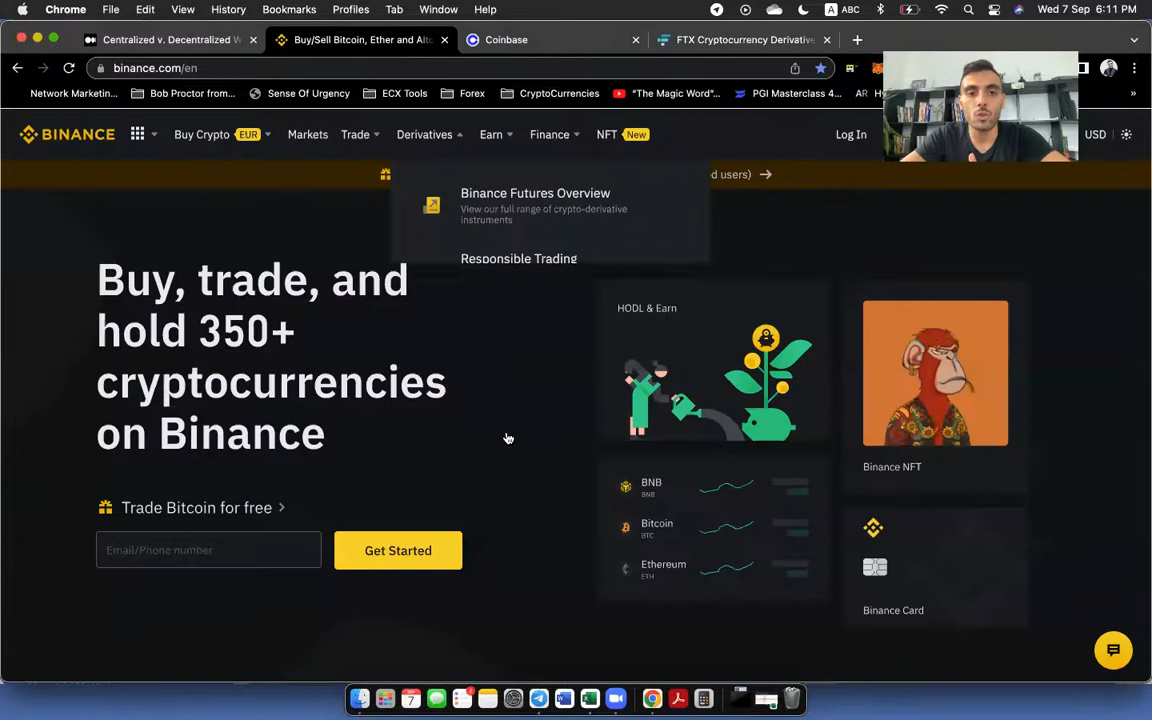 Chrome File Edit View History Bookmarks Profiles Tab Window Help
A ABC
Wed 7 Sep 6:11 PM
Centralized v. Decentralized W
Buy/Sell Bitcoin, Ether and Altc
Coinbase
FTX Cryptocurrency Derivative
binance.com/en
Network Marketin...
Bob Proctor from...
Sense Of Urgency
ECX Tools
Forex
CryptoCurrencies
"The Magic Word"...
PGI Masterclass 4...
BINANCE
Buy Crypto EUR
Markets
Trade
Derivatives
Earn
Finance
NFT New
Log In
USD
d users)
Binance Futures Overview
View our full range of crypto-derivative
instruments
Responsible Trading
Buy, trade, and
hold 350+
cryptocurrencies
on Binance
Trade Bitcoin for free
Email/Phone number
Get Started
HODL & Earn
BNB
BNB
Bitcoin
BTC
Ethereum
ETH
Binance NFT
Binance Card